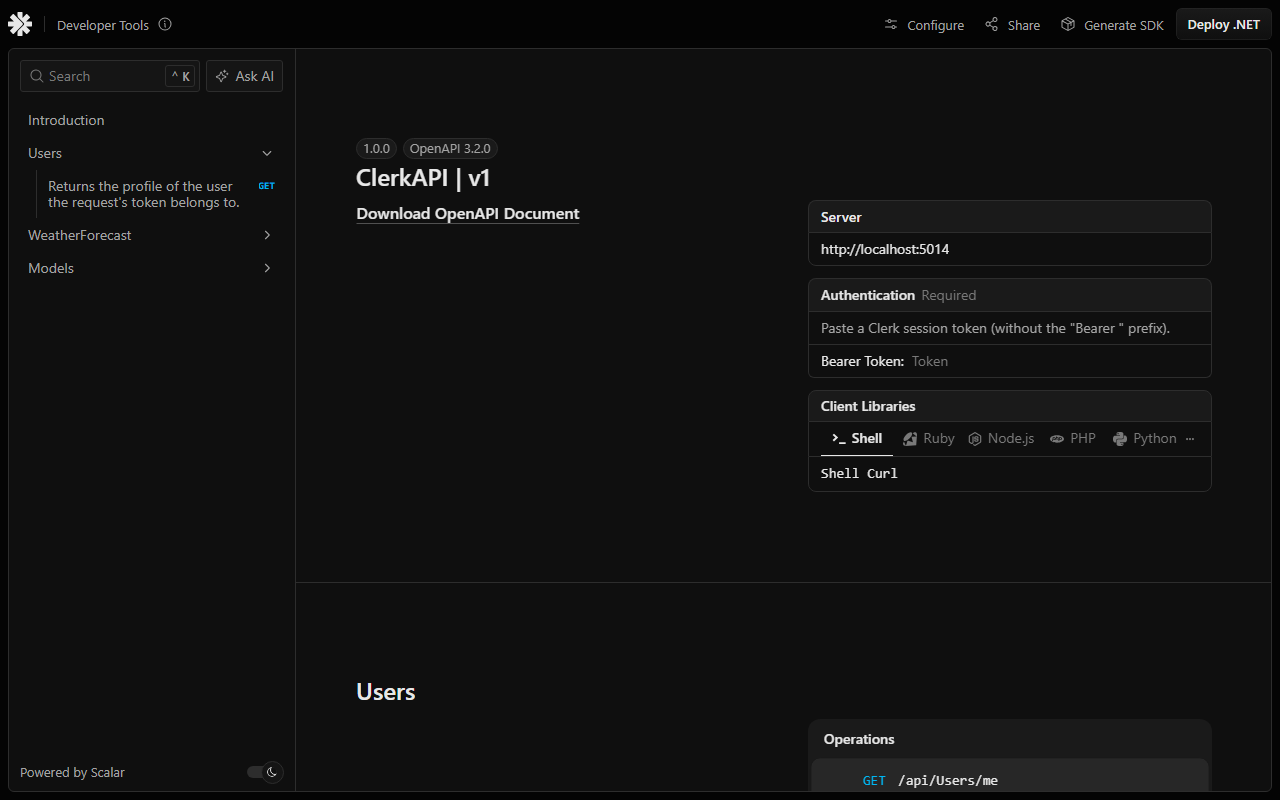 Developer Tools
Configure
Share
Generate SDK
Deploy .NET
Search
^ K
Ask AI
Introduction
Users
Returns the profile of the user
the request's token belongs to.
GET
WeatherForecast
Models
Powered by Scalar
1.0.0
OpenAPI 3.2.0
ClerkAPI | v1
Download OpenAPI Document
Server
http://localhost:5014
Authentication Required
Paste a Clerk session token (without the "Bearer " prefix).
Bearer Token: Token
Client Libraries
Shell
Ruby
Node.js
PHP
Python
Shell Curl
Users
Operations
GET /api/Users/me